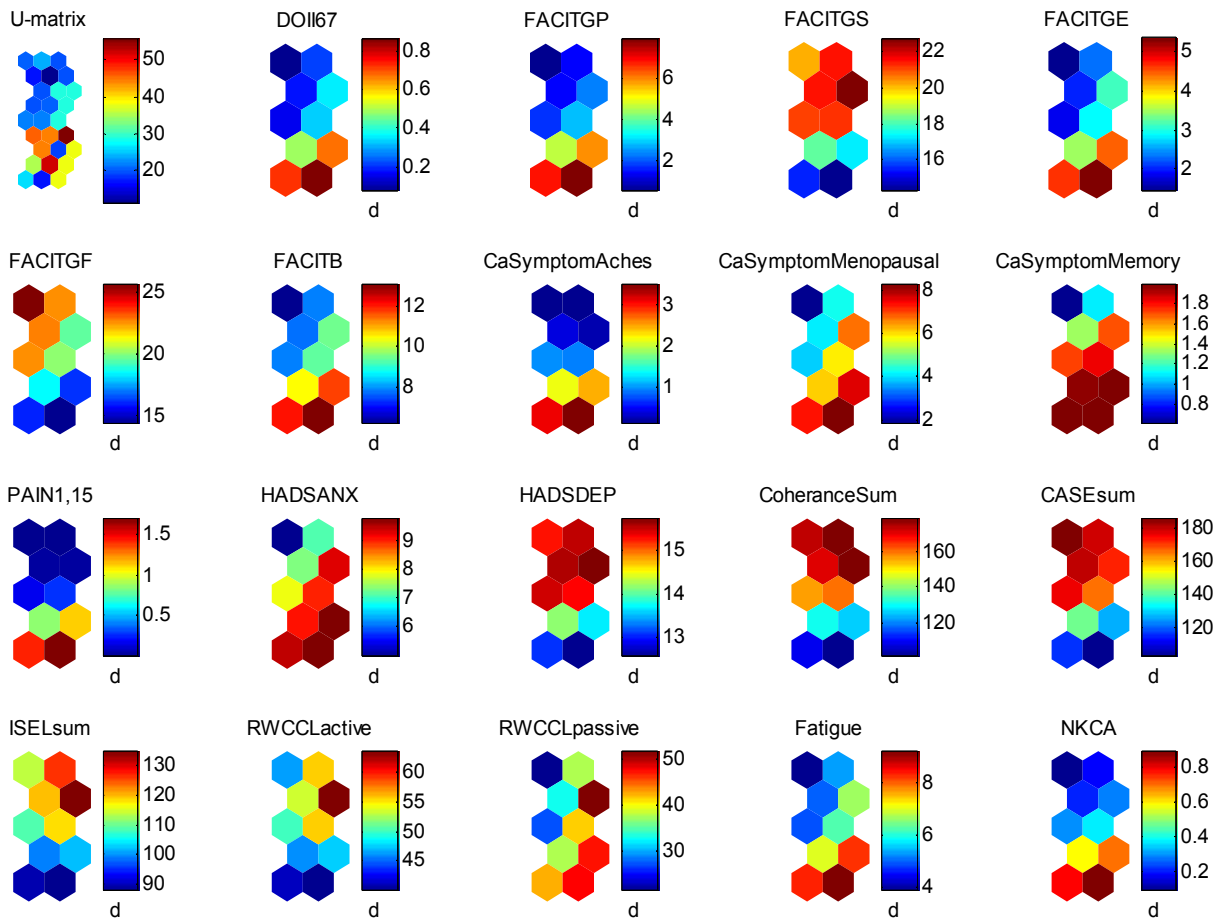 U-matrix
DOII67
FACITGP
FACITGS
FACITGE
50
40
30
20
0.8
0.6
0.4
0.2
d
6
4
2
d
22
20
18
16
d
5
4
3
2
d
FACITGF
FACITB
CaSymptomAches
CaSymptomMenopausal
CaSymptomMemory
25
20
15
d
12
10
8
d
3
2
1
d
8
6
4
2
d
1.8
1.6
1.4
1.2
1
0.8
d
PAIN1,15
HADSANX
HADSDEP
CoheranceSum
CASEsum
1.5
1
0.5
d
9
8
7
6
d
15
14
13
d
160
140
120
d
180
160
140
120
d
ISELsum
RWCCLactive
RWCCLpassive
Fatigue
NKCA
130
120
110
100
90
d
60
55
50
45
d
50
40
30
d
8
6
4
d
0.8
0.6
0.4
0.2
d